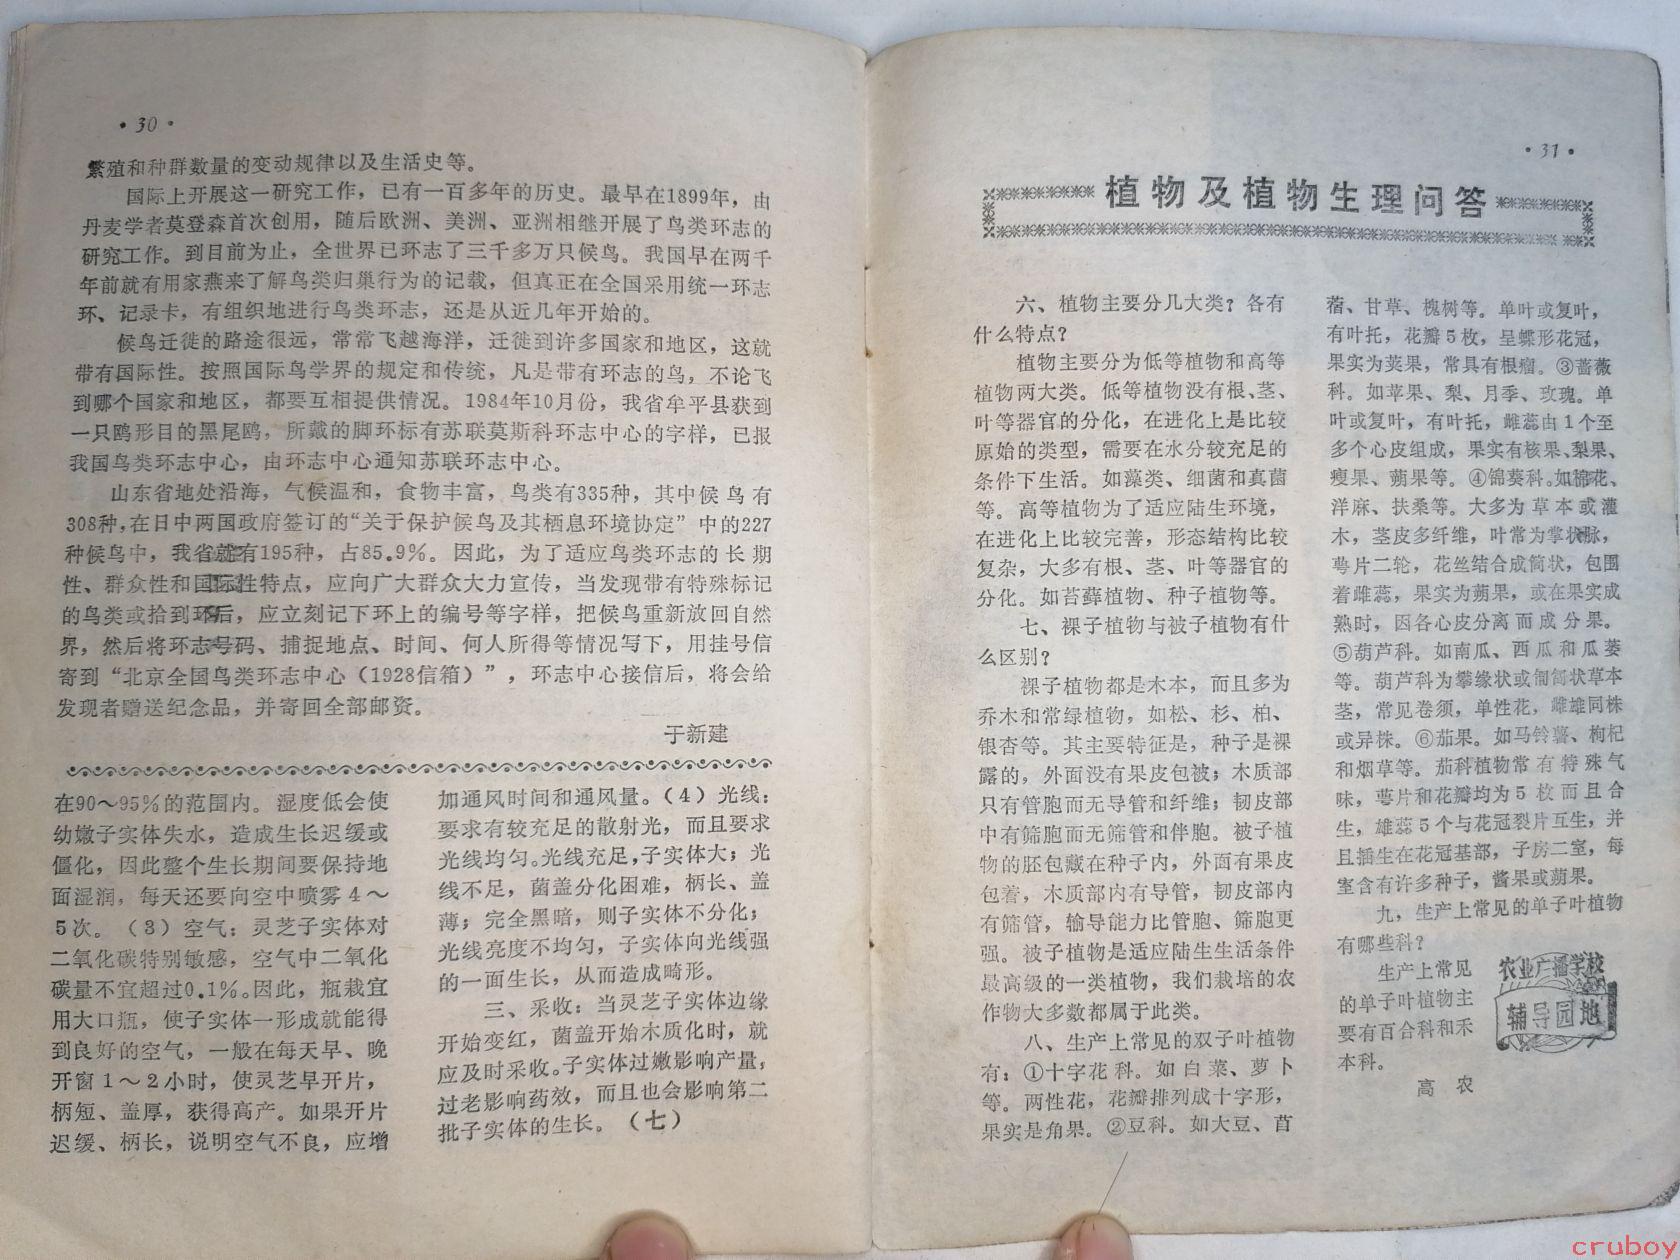 • 30 •
繁殖和种群数量的变动规律以及生活史等。
国际上开展这一研究工作，已有一百多年的历史。最早在1899年，由
丹麦学者莫登森首次创用，随后欧洲、美洲、亚洲相继开展了鸟类环志的
研究工作。到目前为止，全世界已环志了三千多万只候鸟。我国早在两千
年前就有用家燕来了解鸟类归巢行为的记载，但真正在全国采用统一环志
环、记录卡，有组织地进行鸟类环志，还是从近几年开始的。
候鸟迁徙的路途很远，常常飞越海洋，迁徙到许多国家和地区，这就
带有国际性。按照国际鸟学界的规定和传统，凡是带有环志的鸟，不论飞
到哪个国家和地区，都要互相提供情况。1984年10月份，我省牟平县获到
一只鸥形目的黑尾鸥，所戴的脚环标有苏联莫斯科环志中心的字样，已报
我国鸟类环志中心，由环志中心通知苏联环志中心。
山东省地处沿海，气候温和，食物丰富，鸟类有335种，其中候鸟有
308种，在日中两国政府签订的“关于保护候鸟及其栖息环境协定”中的227
种候鸟中，我省就有195种，占85.9%。因此，为了适应鸟类环志的长期
性、群众性和国际性特点，应向广大群众大力宣传，当发现带有特殊标记
的鸟类或拾到环后，应立刻记下环上的编号等字样，把候鸟重新放回自然
界，然后将环志号码、捕捉地点、时间、何人所得等情况写下，用挂号信
寄到“北京全国鸟类环志中心（1928信箱）”，环志中心接信后，将会给
发现者赠送纪念品，并寄回全部邮资。
于新建
在90～95%的范围内。湿度低会使
幼嫩子实体失水，造成生长迟缓或
僵化，因此整个生长期间要保持地
面湿润，每天还要向空中喷雾4～
5次。（3）空气：灵芝子实体对
二氧化碳特别敏感，空气中二氧化
碳量不宜超过0.1%。因此，瓶栽宜
用大口瓶，使子实体一形成就能得
到良好的空气，一般在每天早、晚
开窗1～2小时，使灵芝早开片，
柄短、盖厚，获得高产。如果开片
迟缓、柄长，说明空气不良，应增
加通风时间和通风量。（4）光线：
要求有较充足的散射光，而且要求
光线均匀。光线充足，子实体大；光
线不足，菌盖分化困难，柄长、盖
薄；完全黑暗，则子实体不分化；
光线亮度不均匀，子实体向光线强
的一面生长，从而造成畸形。
三、采收：当灵芝子实体边缘
开始变红，菌盖开始木质化时，就
应及时采收。子实体过嫩影响产量，
过老影响药效，而且也会影响第二
批子实体的生长。（七）
• 31 •
植物及植物生理问答
六、植物主要分几大类？各有
什么特点？
植物主要分为低等植物和高等
植物两大类。低等植物没有根、茎、
叶等器官的分化，在进化上是比较
原始的类型，需要在水分较充足的
条件下生活。如藻类、细菌和真菌
等。高等植物为了适应陆生环境，
在进化上比较完善，形态结构比较
复杂，大多有根、茎、叶等器官的
分化。如苔藓植物、种子植物等。
七、裸子植物与被子植物有什
么区别？
裸子植物都是木本，而且多为
乔木和常绿植物，如松、杉、柏、
银杏等。其主要特征是，种子是裸
露的，外面没有果皮包被；木质部
只有管胞而无导管和纤维；韧皮部
中有筛胞而无筛管和伴胞。被子植
物的胚包藏在种子内，外面有果皮
包着，木质部内有导管，韧皮部内
有筛管，输导能力比管胞、筛胞更
强。被子植物是适应陆生生活条件
最高级的一类植物，我们栽培的农
作物大多数都属于此类。
八、生产上常见的双子叶植物
有：①十字花科。如白菜、萝卜
等。两性花，花瓣排列成十字形，
果实是角果。②豆科。如大豆、苜
蓿、甘草、槐树等。单叶或复叶，
有叶托，花瓣5枚，呈蝶形花冠，
果实为荚果，常具有根瘤。③蔷薇
科。如苹果、梨、月季、玫瑰。单
叶或复叶，有叶托，雌蕊由1个至
多个心皮组成，果实有核果、梨果、
瘦果、蒴果等。④锦葵科。如棉花、
洋麻、扶桑等。大多为草本或灌
木，茎皮多纤维，叶常为掌状脉，
萼片二轮，花丝结合成筒状，包围
着雌蕊，果实为蒴果，或在果实成
熟时，因各心皮分离而成分果。
⑤葫芦科。如南瓜、西瓜和瓜蒌
等。葫芦科为攀缘状或匍匐状草本
茎，常见卷须，单性花，雌雄同株
或异株。⑥茄果。如马铃薯、枸杞
和烟草等。茄科植物常有特殊气
味，萼片和花瓣均为5枚而且合
生，雄蕊5个与花冠裂片互生，并
且插生在花冠基部，子房二室，每
室含有许多种子，酱果或蒴果。
九，生产上常见的单子叶植物
有哪些科？
生产上常见
的单子叶植物主
要有百合科和禾
本科。
高 农
农业广播学校
辅导园地
cruboy